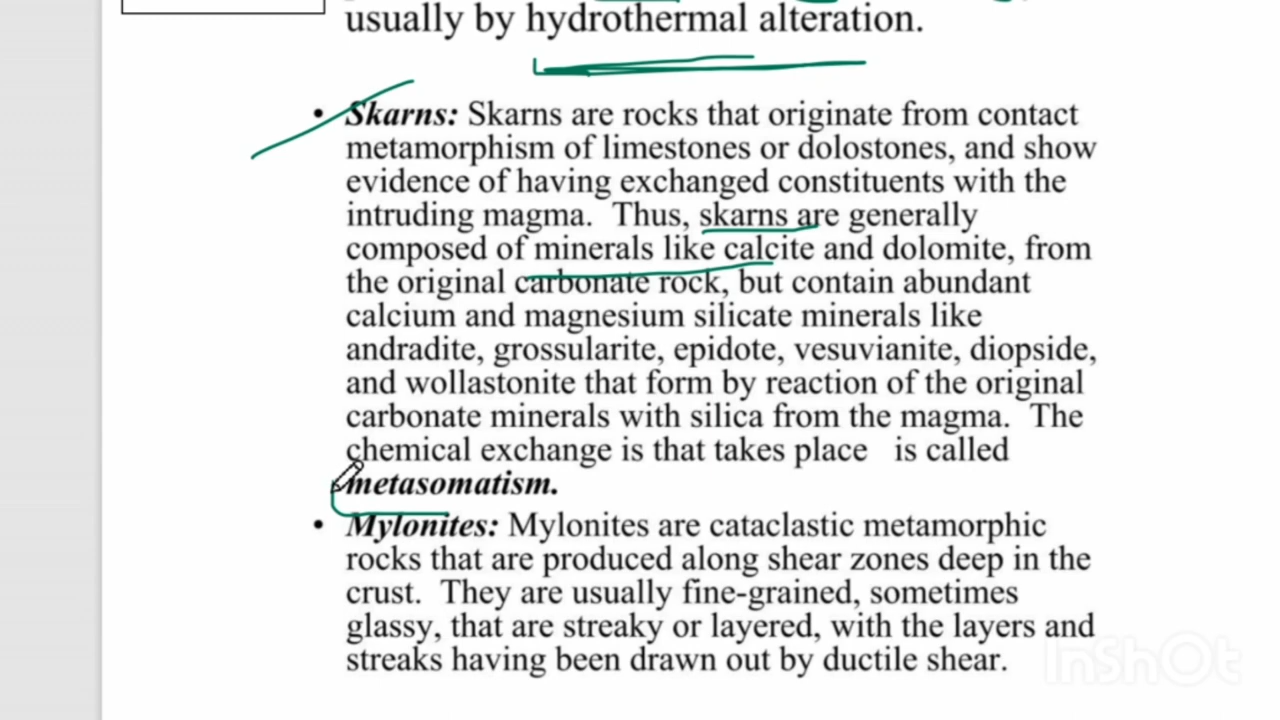 usually by hydrothermal alteration.
• Skarns: Skarns are rocks that originate from contact
metamorphism of limestones or dolostones, and show
evidence of having exchanged constituents with the
intruding magma. Thus, skarns are generally
composed of minerals like calcite and dolomite, from
the original carbonate rock, but contain abundant
calcium and magnesium silicate minerals like
andradite, grossularite, epidote, vesuvianite, diopside,
and wollastonite that form by reaction of the original
carbonate minerals with silica from the magma. The
chemical exchange is that takes place is called
metasomatism.
• Mylonites: Mylonites are cataclastic metamorphic
rocks that are produced along shear zones deep in the
crust. They are usually fine-grained, sometimes
glassy, that are streaky or layered, with the layers and
streaks having been drawn out by ductile shear.
InShOt